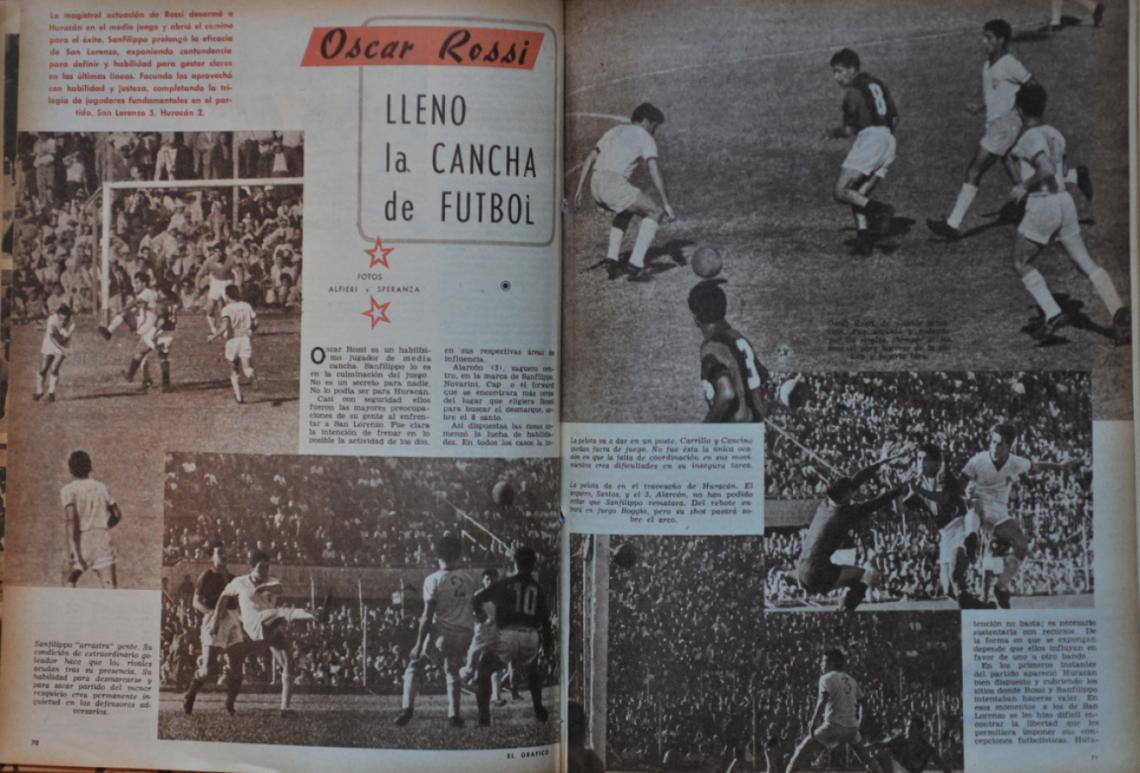 La magistral actuación de Rossi desarmó a
Huracán en el medio juego y abrió el camino
para el éxito. Sanfilippo prolongó la eficacia
de San Lorenzo, exponiendo contundencia
para definir y habilidad para gestar claros
en las últimas líneas. Facundo los aprovechó
con habilidad y justeza, completando la tri-
logía de jugadores fundamentales en el par-
tido. San Lorenzo 5, Huracán 2.
Oscar Rossi
LLENO
la CANCHA
de FUTBOL
FOTOS
ALFIERI y SPERANZA
Oscar Rossi es un habilísi-
mo jugador de media
cancha. Sanfilippo lo es
en la culminación del juego.
No es un secreto para nadie.
No lo podía ser para Huracán.
Casi con seguridad ellos
fueron las mayores preocupa-
ciones de su gente al enfren-
tar a San Lorenzo. Fue clara
la intención de frenar en lo
posible la actividad de los dos,
en sus respectivas áreas de
influencia.
Alarcón (3), zaguero cen-
tro, en la marca de Sanfilippo.
Novarini, Cap o el forward
que se encontrara más cerca
del lugar que eligiera Rossi
para buscar el desmarque, so-
bre el 8 santo.
Así dispuestas las cosas co-
menzó la lucha de habilida-
des. En todos los casos la in-
Sanfilippo "arrastra" gente. Su
condición de extraordinario go-
leador hace que los rivales
acudan tras su presencia. Su
habilidad para desmarcarse y
para sacar partido del menor
resquicio crea permanente in-
quietud en los defensores ad-
versarios.
70
EL GRAFICO
8
3
2
10
La pelota va a dar en un poste. Carrillo y Cancino
quedan fuera de juego. No fue ésta la única oca-
sión en que la falta de coordinación en sus movi-
mientos crea dificultades en su insegura tarea.
La pelota da en el travesaño de Huracán. El
arquero, Santos, y el 3, Alarcón, no han podido
evitar que Sanfilippo rematara. Del rebote en-
trará en juego Boggio, pero su shot pasará so-
bre el arco.
tención no basta; es necesario
sustentarla con recursos. De
la forma en que se expongan
depende que ellos influyan en
favor de uno u otro bando.
En los primeros instantes
del partido apareció Huracán
bien dispuesto y cubriendo los
sitios donde Rossi y Sanfilippo
intentaban hacerse valer. En
esos momentos a los de San
Lorenzo se les hizo difícil en-
contrar la libertad que les
permitiera imponer sus con-
cepciones futbolísticas. Hura-
71